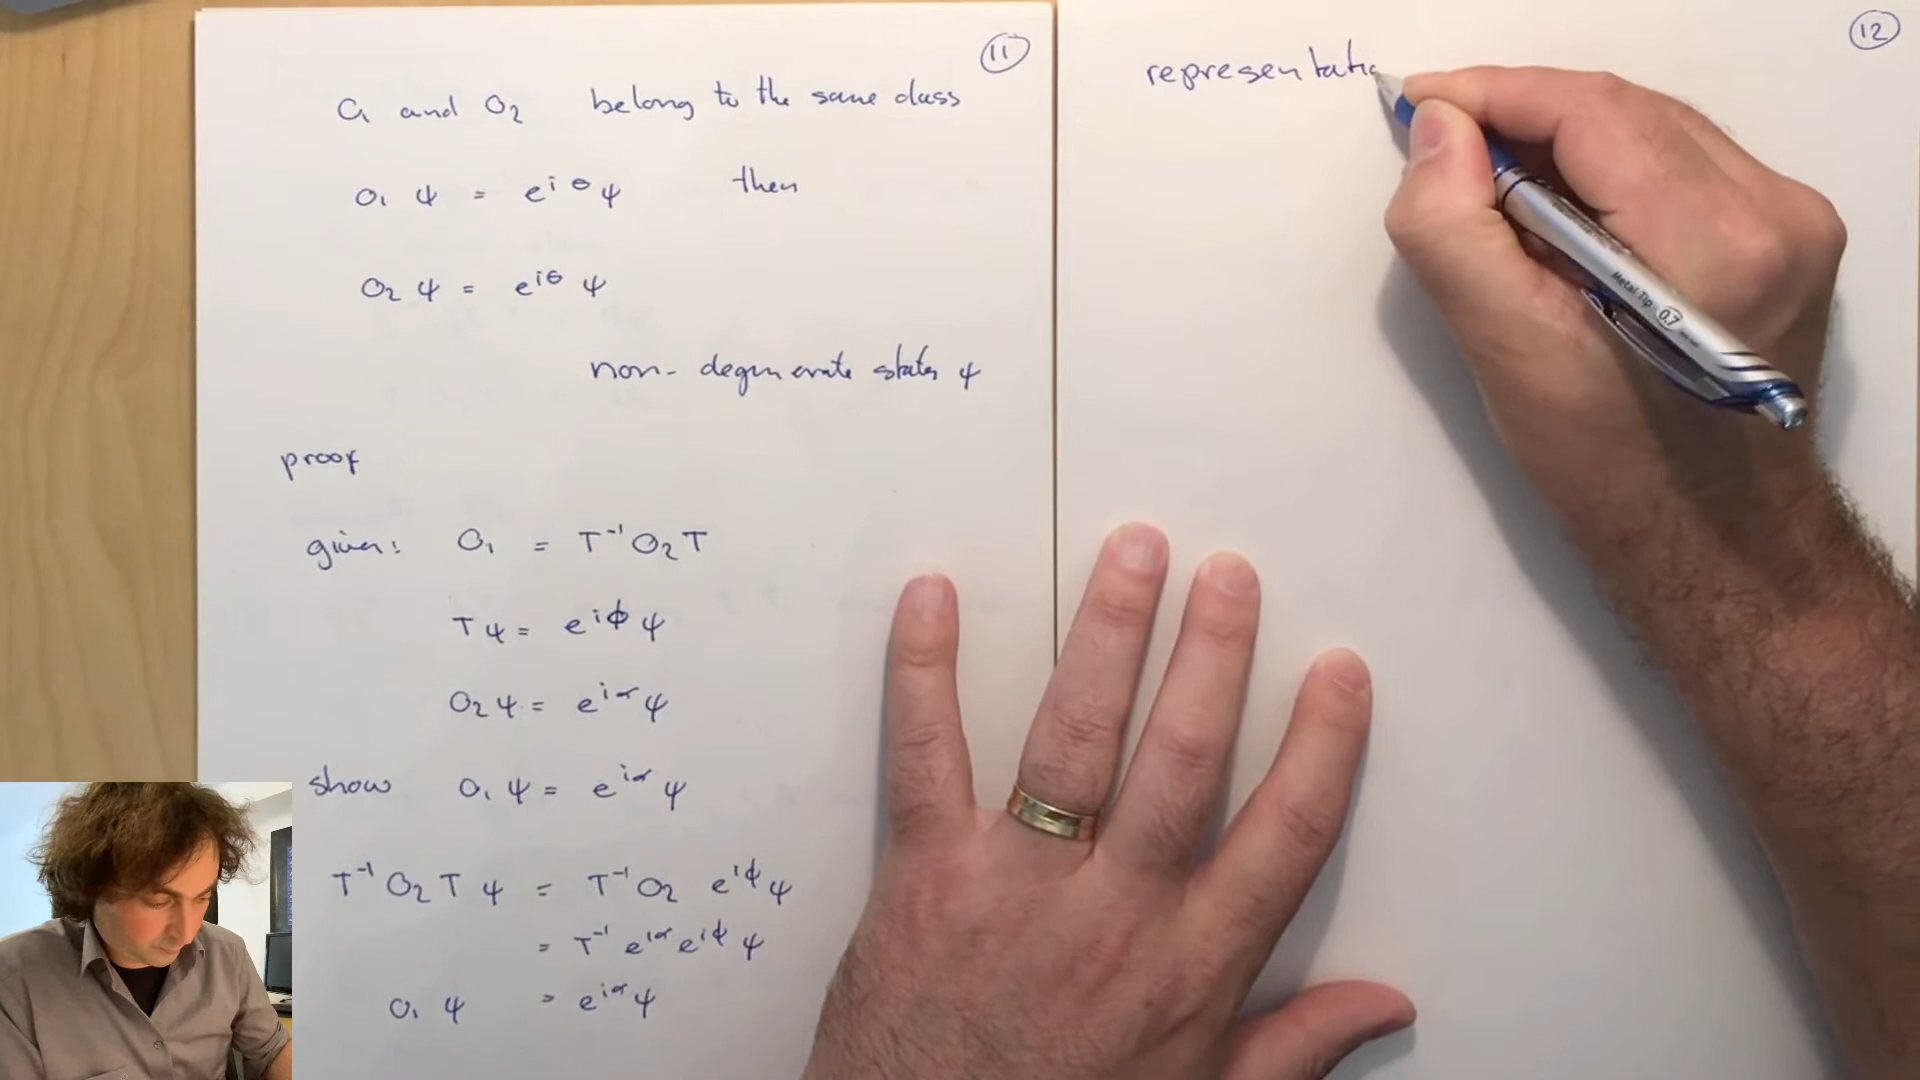 11
O1 and O2 belong to the same class
O1 ψ = e^iθ ψ then
O2 ψ = e^iθ ψ
non-degenerate states ψ
proof
given: O1 = T^-1 O2 T
T ψ = e^iϕ ψ
O2 ψ = e^iα ψ
show O1 ψ = e^iα ψ
T^-1 O2 T ψ = T^-1 O2 e^iϕ ψ
= T^-1 e^iα e^iϕ ψ
O1 ψ = e^iα ψ
12
representatio
Metal-Tip 0.7